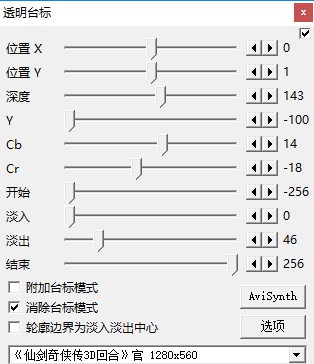 透明台标
位置 X 0
位置 Y 1
深度 143
Y -100
Cb 14
Cr -18
开始 -256
淡入 0
淡出 46
结束 256
附加台标模式
消除台标模式 AviSynth
轮廓边界为淡入淡出中心 选项
《仙剑奇侠传3D回合》官 1280x560